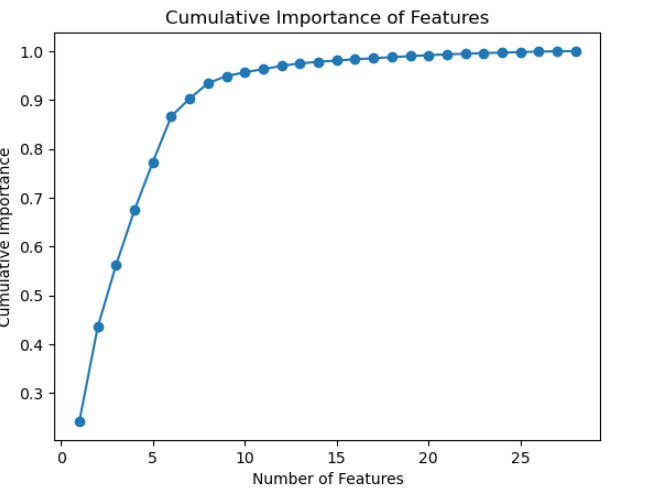 Cumulative Importance of Features
1.0
0.9
0.8
0.7
0.6
0.5
0.4
0.3
Cumulative Importance
0 5 10 15 20 25
Number of Features